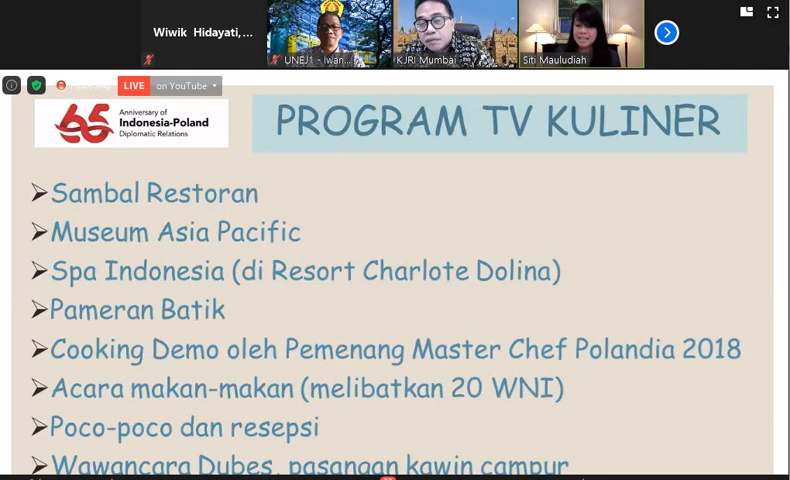 Wiwik Hidayati,...
UNEJ1 - Iwan...
KJRI Mumbai
Siti Mauludiah
LIVE on YouTube
65 Anniversary of
Indonesia-Poland
Diplomatic Relations
PROGRAM TV KULINER
Sambal Restoran
Museum Asia Pacific
Spa Indonesia (di Resort Charlote Dolina)
Pameran Batik
Cooking Demo oleh Pemenang Master Chef Polandia 2018
Acara makan-makan (melibatkan 20 WNI)
Poco-poco dan resepsi
Wawancara Dubes, pasangan kawin campur